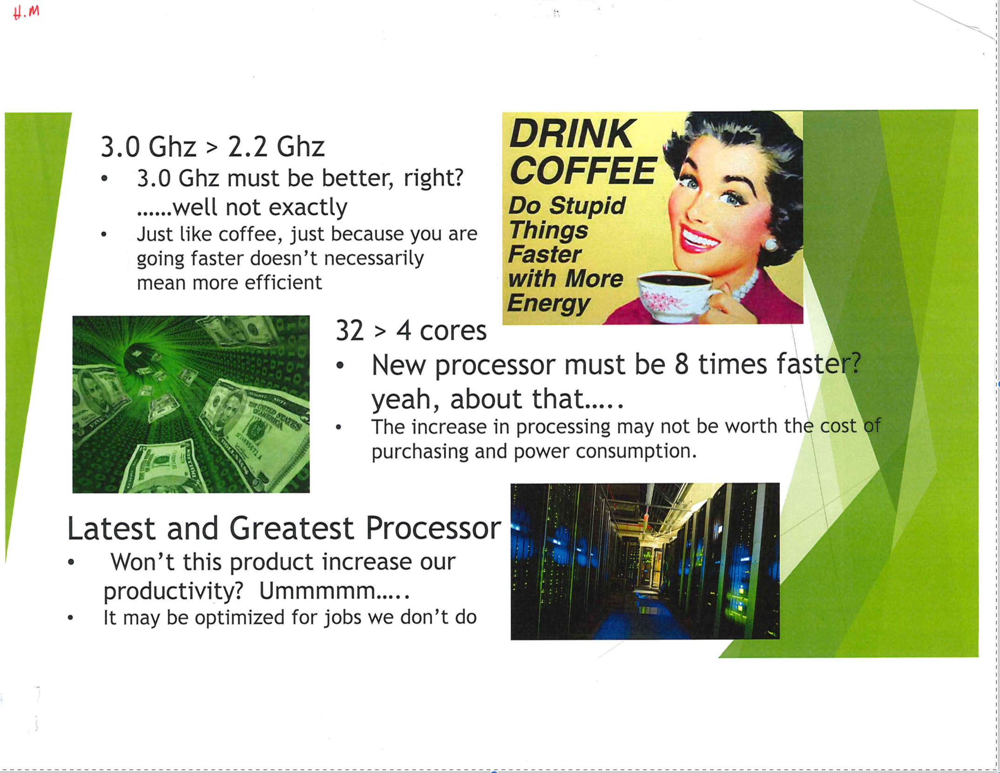 H.M
3.0 Ghz > 2.2 Ghz
• 3.0 Ghz must be better, right?
......well not exactly
• Just like coffee, just because you are
going faster doesn't necessarily
mean more efficient
DRINK
COFFEE
Do Stupid
Things
Faster
with More
Energy
32 > 4 cores
• New processor must be 8 times faster?
yeah, about that.....
• The increase in processing may not be worth the cost of
purchasing and power consumption.
Latest and Greatest Processor
• Won't this product increase our
productivity? Ummmmm.....
• It may be optimized for jobs we don't do